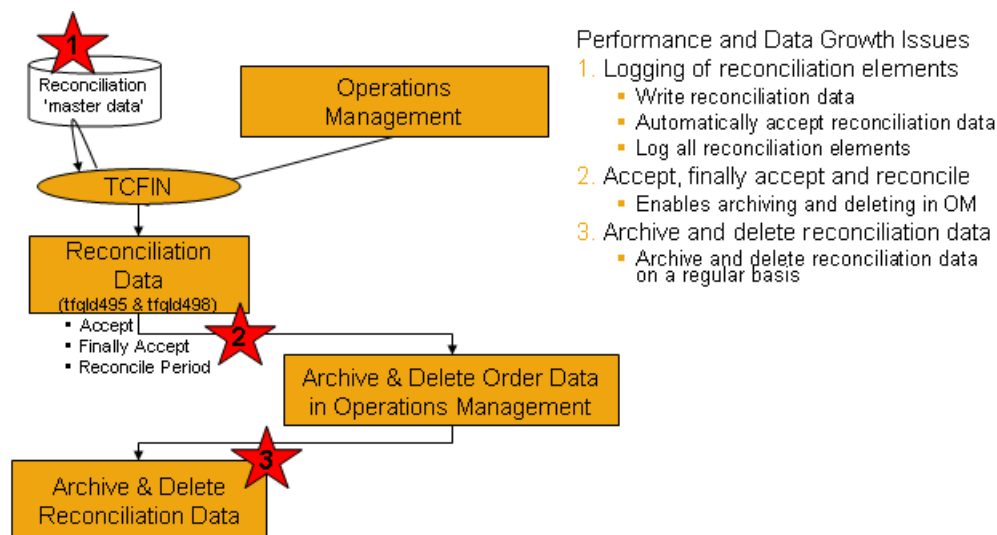 1
Reconciliation
'master data'
Operations
Management
TCFIN
Reconciliation
Data
(tfqld495 & tfqld498)
▪ Accept
▪ Finally Accept
▪ Reconcile Period
2
Archive & Delete Order Data
in Operations Management
3
Archive & Delete
Reconciliation Data
Performance and Data Growth Issues
1. Logging of reconciliation elements
▪ Write reconciliation data
▪ Automatically accept reconciliation data
▪ Log all reconciliation elements
2. Accept, finally accept and reconcile
▪ Enables archiving and deleting in OM
3. Archive and delete reconciliation data
▪ Archive and delete reconciliation data
on a regular basis